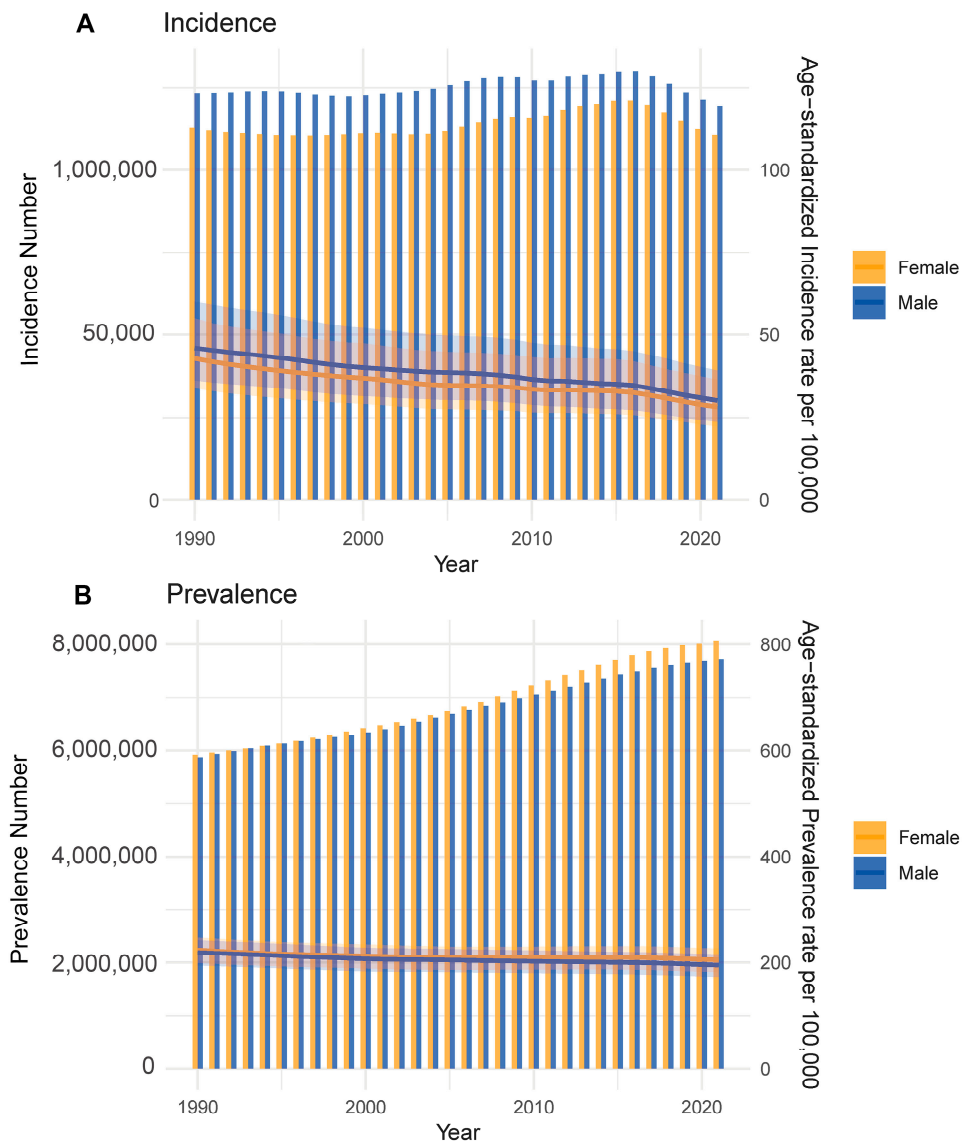 A Incidence
1,000,000
50,000
0
Incidence Number
100
50
0
Age-standardized Incidence rate per 100,000
1990 2000 2010 2020
Year
Female
Male
B Prevalence
8,000,000
6,000,000
4,000,000
2,000,000
0
Prevalence Number
800
600
400
200
0
Age-standardized Prevalence rate per 100,000
1990 2000 2010 2020
Year
Female
Male